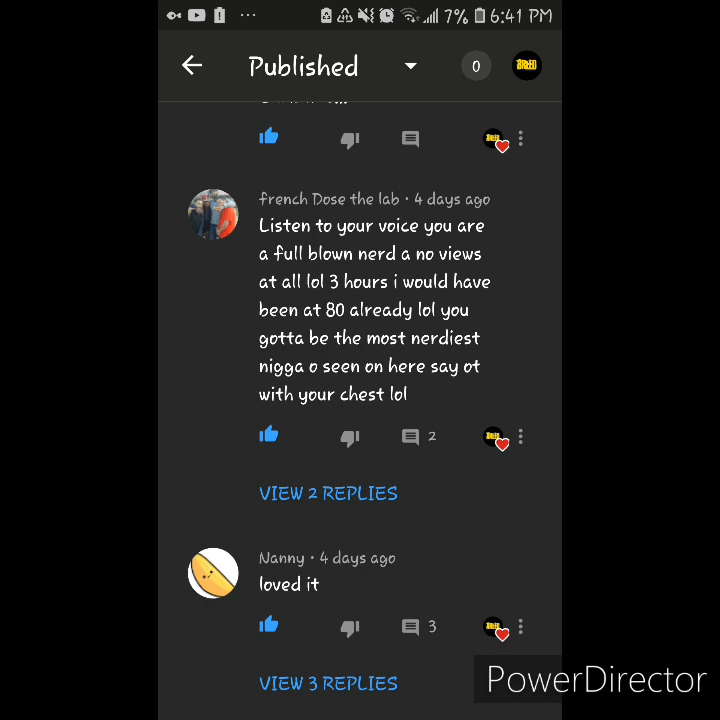 7% 6:41 PM
Published
0
BREED
french Dose the lab • 4 days ago
Listen to your voice you are
a full blown nerd a no views
at all lol 3 hours i would have
been at 80 already lol you
gotta be the most nerdiest
nigga o seen on here say ot
with your chest lol
2
VIEW 2 REPLIES
Nanny • 4 days ago
loved it
3
VIEW 3 REPLIES
PowerDirector